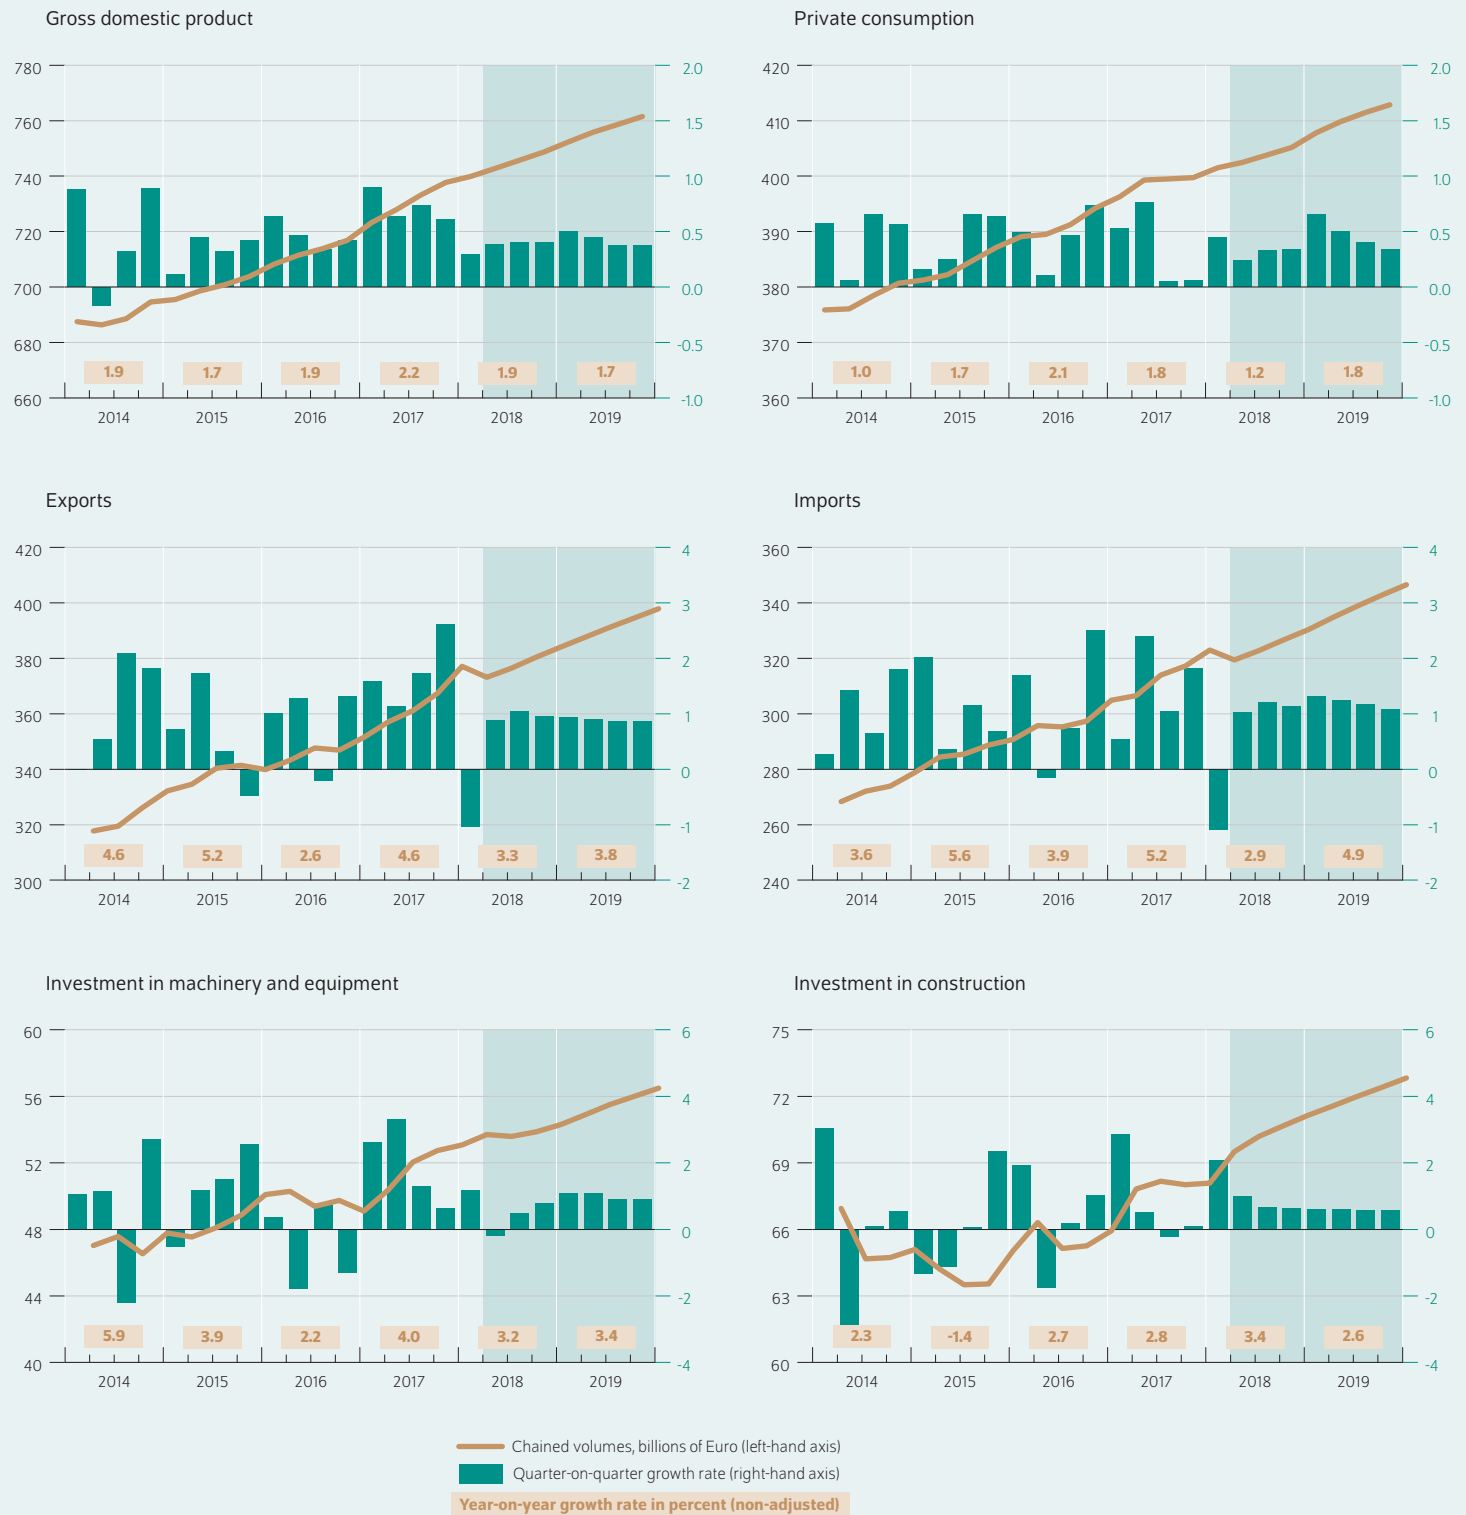 Gross domestic product
Private consumption
780 2.0 420 2.0
760 1.5 410 1.5
740 1.0 400 1.0
720 0.5 390 0.5
700 0.0 380 0.0
680 -0.5 370 -0.5
1.9 1.7 1.9 2.2 1.9 1.7 1.0 1.7 2.1 1.8 1.2 1.8
660 -1.0 360 -1.0
2014 2015 2016 2017 2018 2019 2014 2015 2016 2017 2018 2019
Exports
Imports
420 4 360 4
400 3 340 3
380 2 320 2
360 1 300 1
340 0 280 0
320 -1 260 -1
4.6 5.2 2.6 4.6 3.3 3.8 3.6 5.6 3.9 5.2 2.9 4.9
300 -2 240 -2
2014 2015 2016 2017 2018 2019 2014 2015 2016 2017 2018 2019
Investment in machinery and equipment
Investment in construction
60 6 75 6
56 4 72 4
52 2 69 2
48 0 66 0
44 -2 63 -2
5.9 3.9 2.2 4.0 3.2 3.4 2.3 -1.4 2.7 2.8 3.4 2.6
40 -4 60 -4
2014 2015 2016 2017 2018 2019 2014 2015 2016 2017 2018 2019
Chained volumes, billions of Euro (left-hand axis)
Quarter-on-quarter growth rate (right-hand axis)
Year-on-year growth rate in percent (non-adjusted)